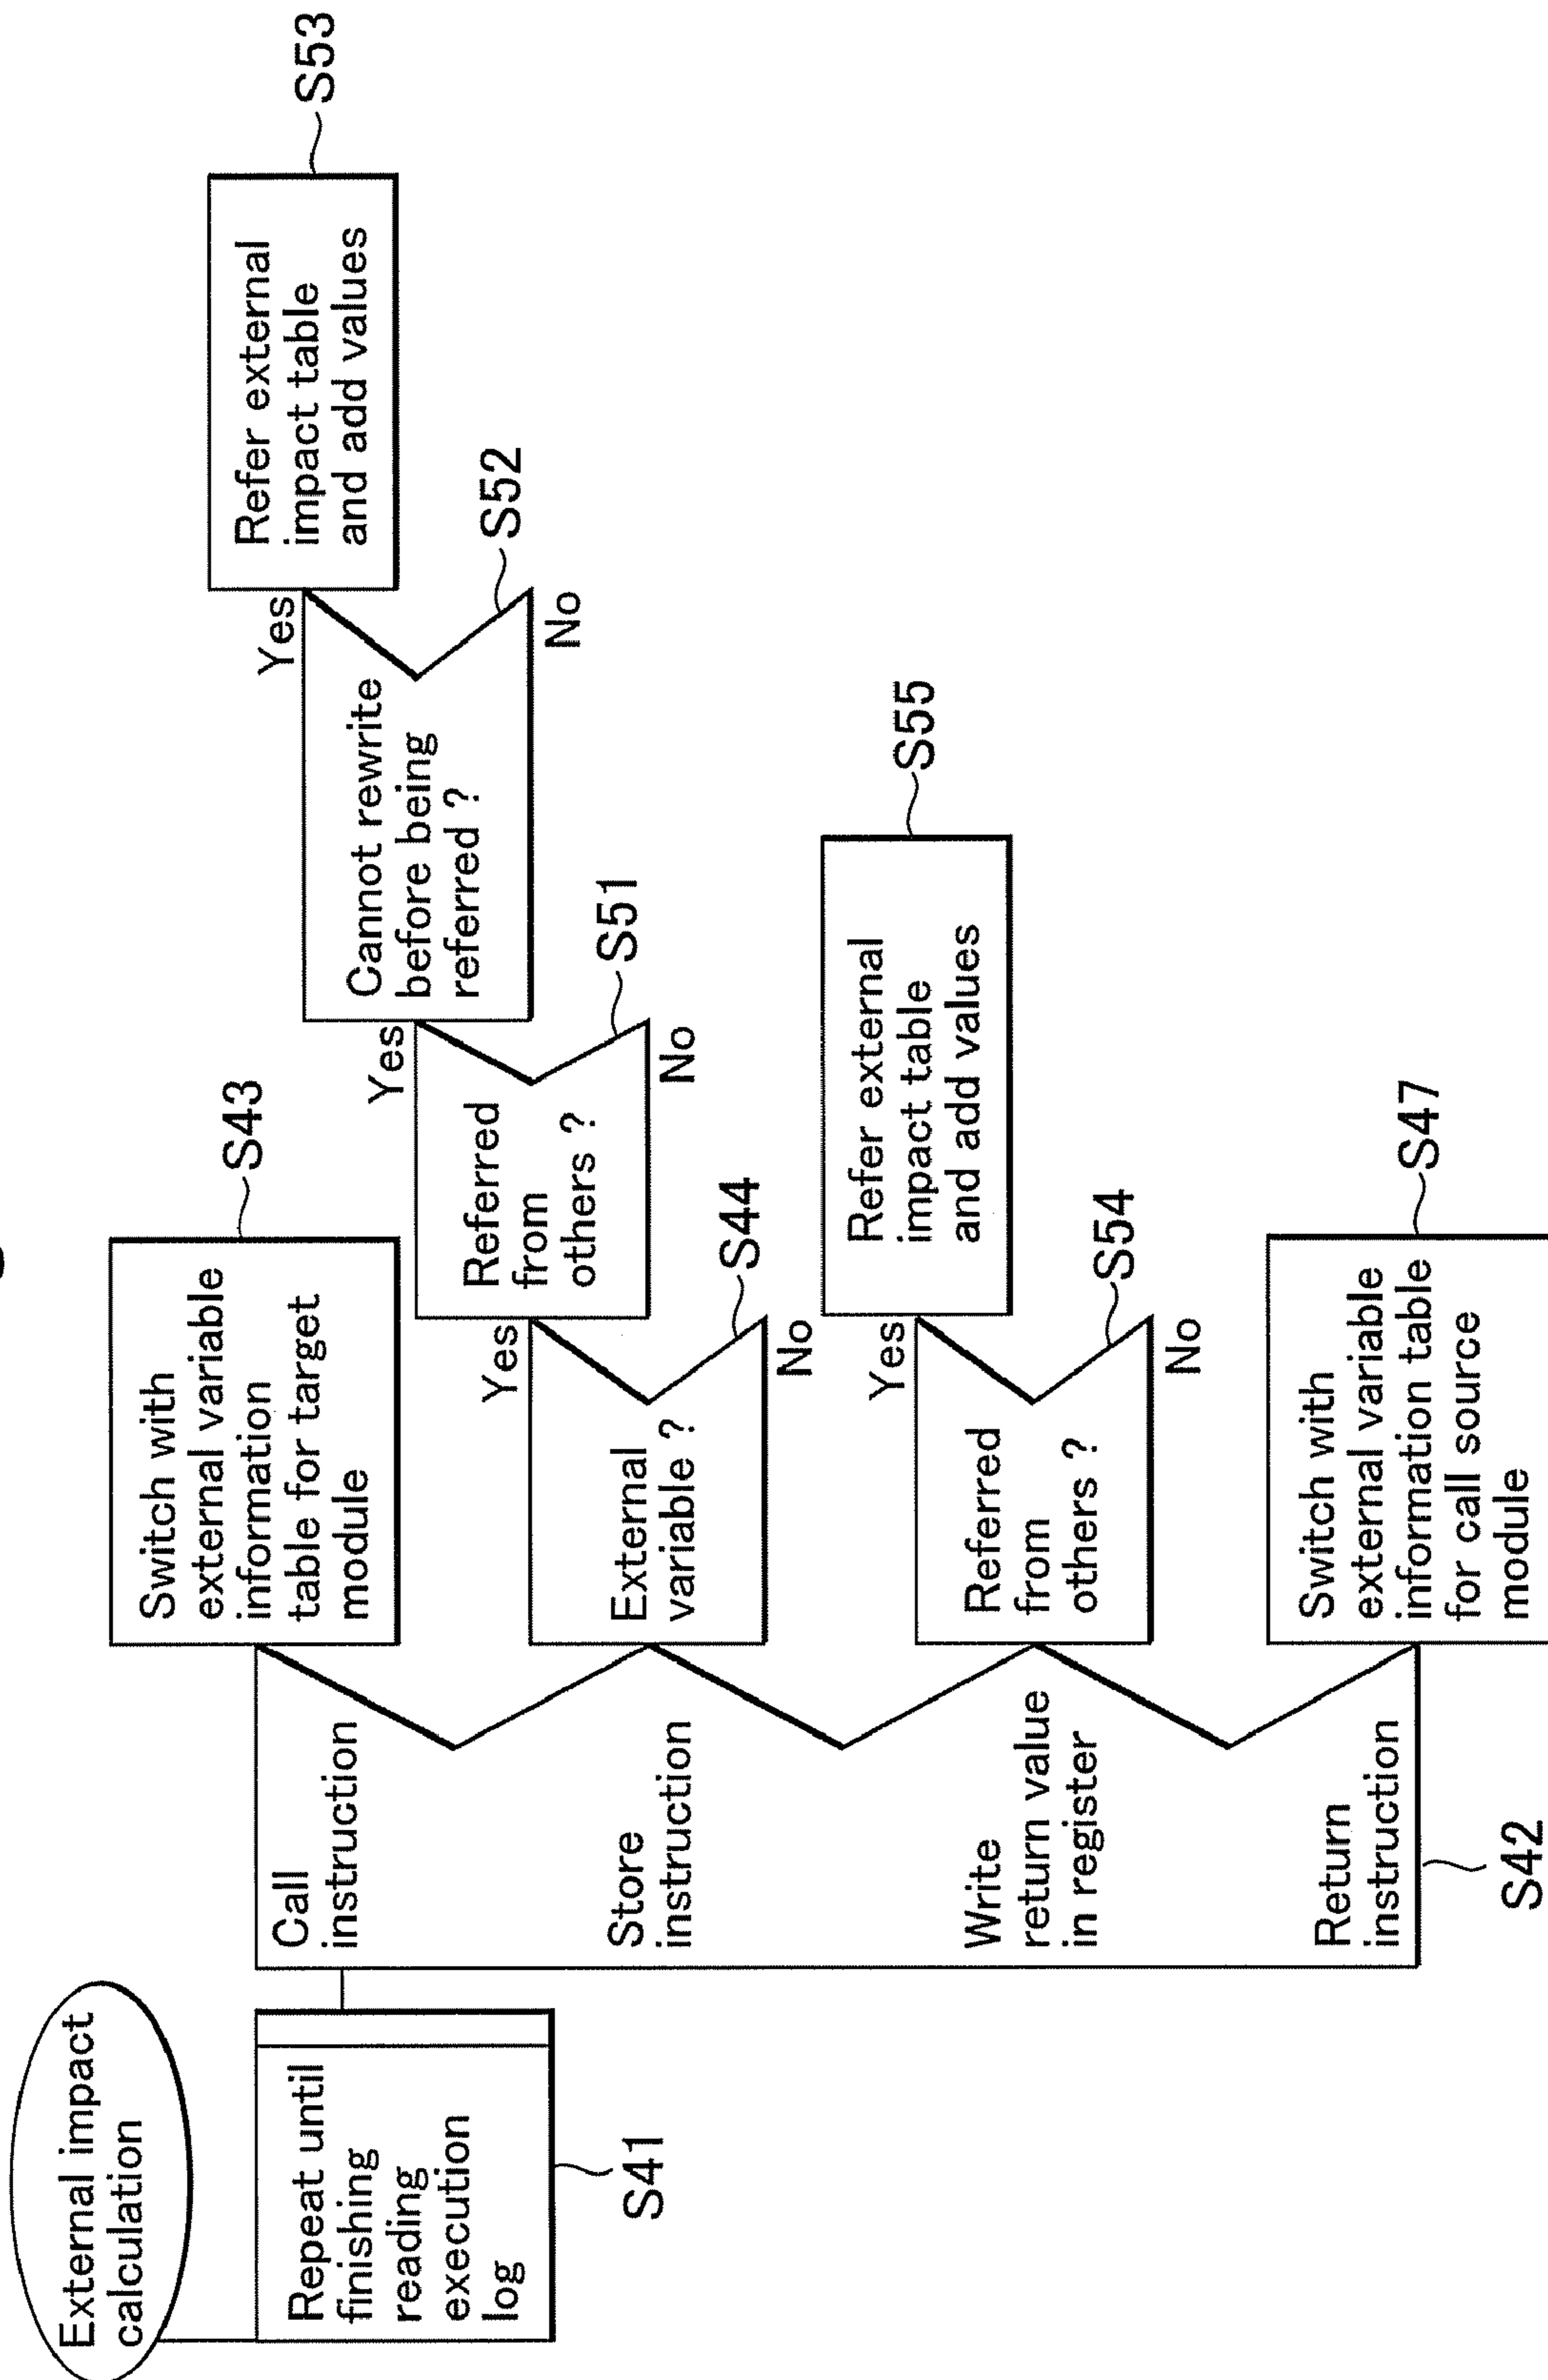 External impact
calculation
Repeat until
finishing
reading
execution
log
S41
Call
instruction
Store
instruction
Write
return value
in register
Return
instruction
S42
Switch with
external variable
information
table for target
module
S43
External
variable ?
Yes
No
S44
Referred
from
others ?
Yes
No
S51
Cannot rewrite
before being
referred ?
Yes
No
S52
Refer external
impact table
and add values
S53
Referred
from
others ?
Yes
No
S54
Refer external
impact table
and add values
S55
Switch with
external variable
information table
for call source
module
S47